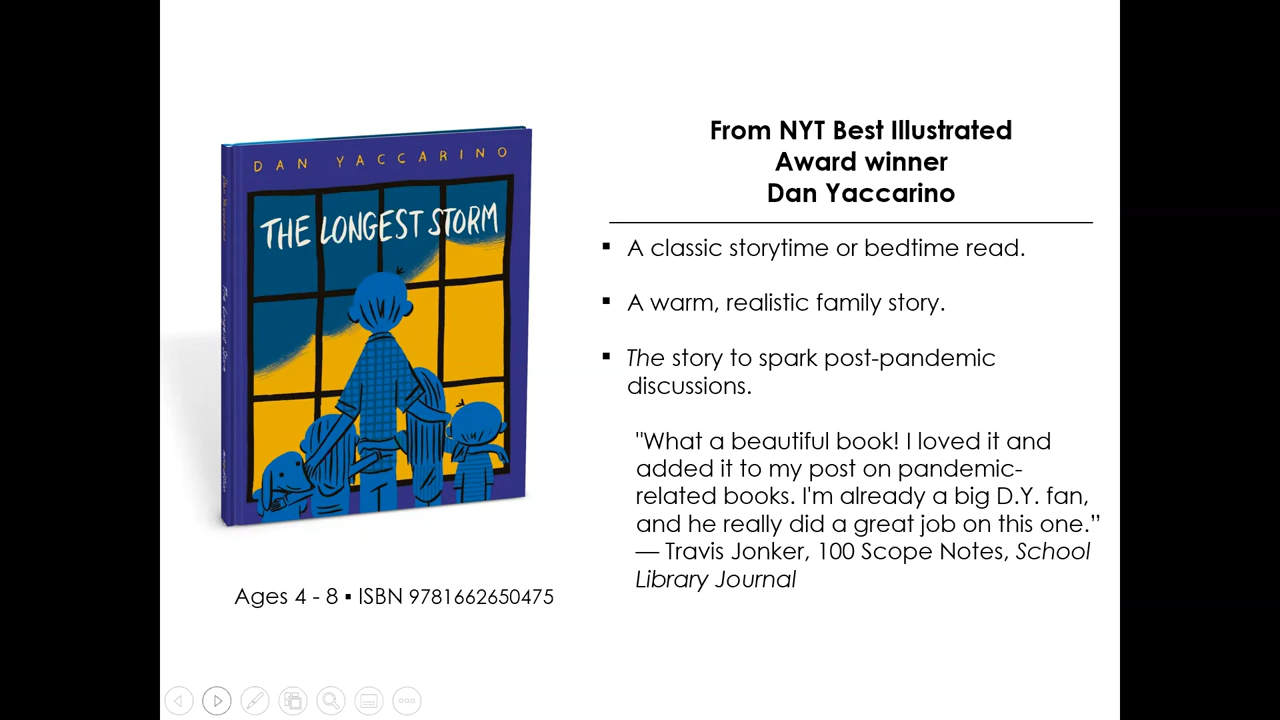 DAN YACCARINO
THE LONGEST STORM
Ages 4 - 8 ▪ ISBN 9781662650475
From NYT Best Illustrated
Award winner
Dan Yaccarino
▪ A classic storytime or bedtime read.
▪ A warm, realistic family story.
▪ The story to spark post-pandemic
discussions.
"What a beautiful book! I loved it and
added it to my post on pandemic-
related books. I'm already a big D.Y. fan,
and he really did a great job on this one.”
— Travis Jonker, 100 Scope Notes, School
Library Journal